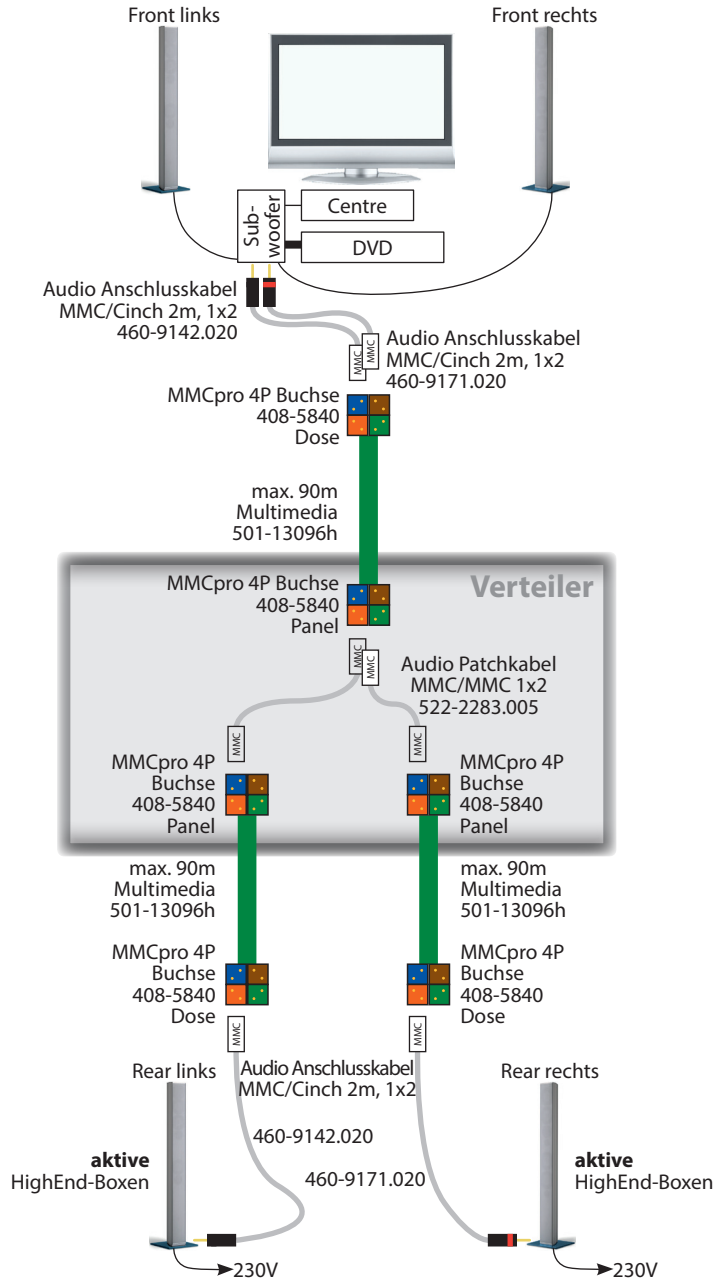 Front links
Front rechts
Sub-
woofer
Centre
DVD
Audio Anschlusskabel
MMC/Cinch 2m, 1x2
460-9142.020
Audio Anschlusskabel
MMC/Cinch 2m, 1x2
460-9171.020
MMC
MMC
MMCpro 4P Buchse
408-5840
Dose
max. 90m
Multimedia
501-13096h
Verteiler
MMCpro 4P Buchse
408-5840
Panel
MMC
MMC
Audio Patchkabel
MMC/MMC 1x2
522-2283.005
MMC
MMC
MMCpro 4P
Buchse
408-5840
Panel
MMCpro 4P
Buchse
408-5840
Panel
max. 90m
Multimedia
501-13096h
max. 90m
Multimedia
501-13096h
MMCpro 4P
Buchse
408-5840
Dose
MMCpro 4P
Buchse
408-5840
Dose
MMC
MMC
Rear links
Audio Anschlusskabel
MMC/Cinch 2m, 1x2
Rear rechts
460-9142.020
460-9171.020
aktive
HighEnd-Boxen
aktive
HighEnd-Boxen
230V
230V